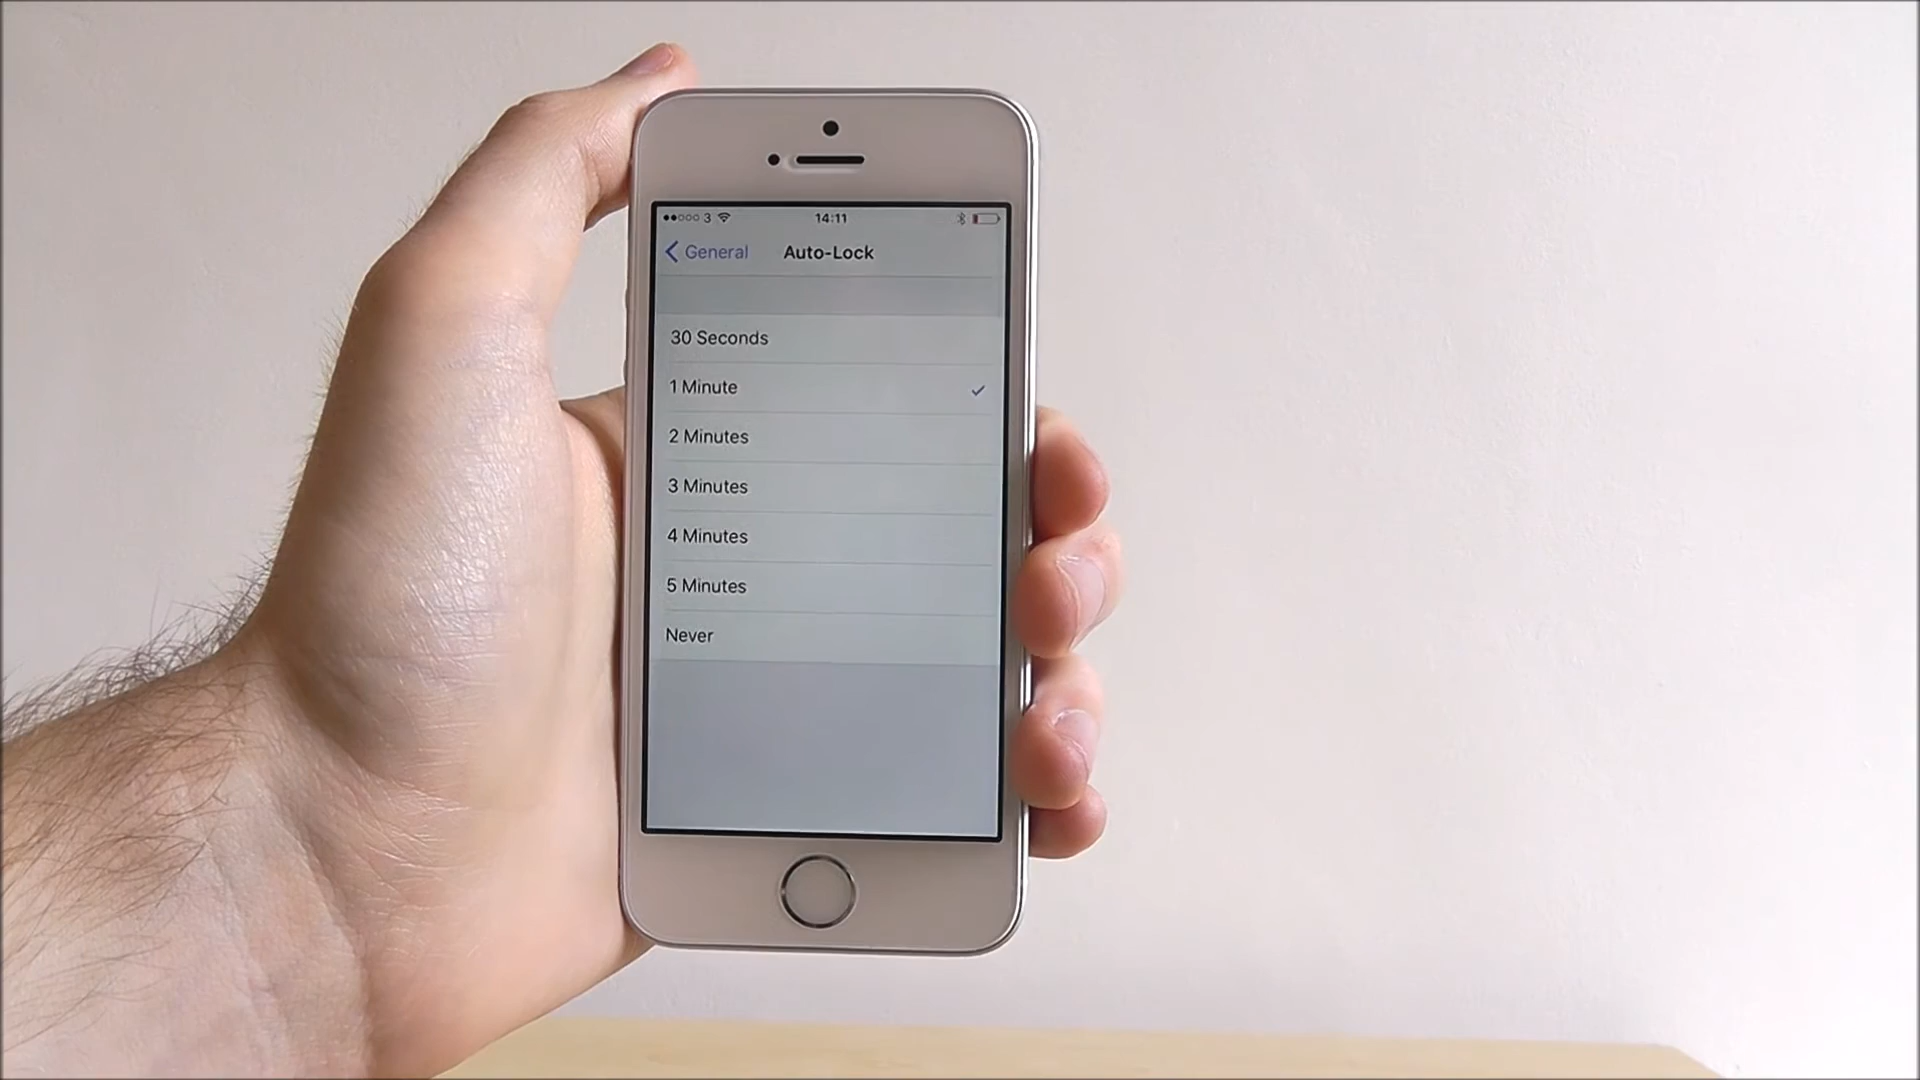 3 14:11
General Auto-Lock
30 Seconds
1 Minute
2 Minutes
3 Minutes
4 Minutes
5 Minutes
Never